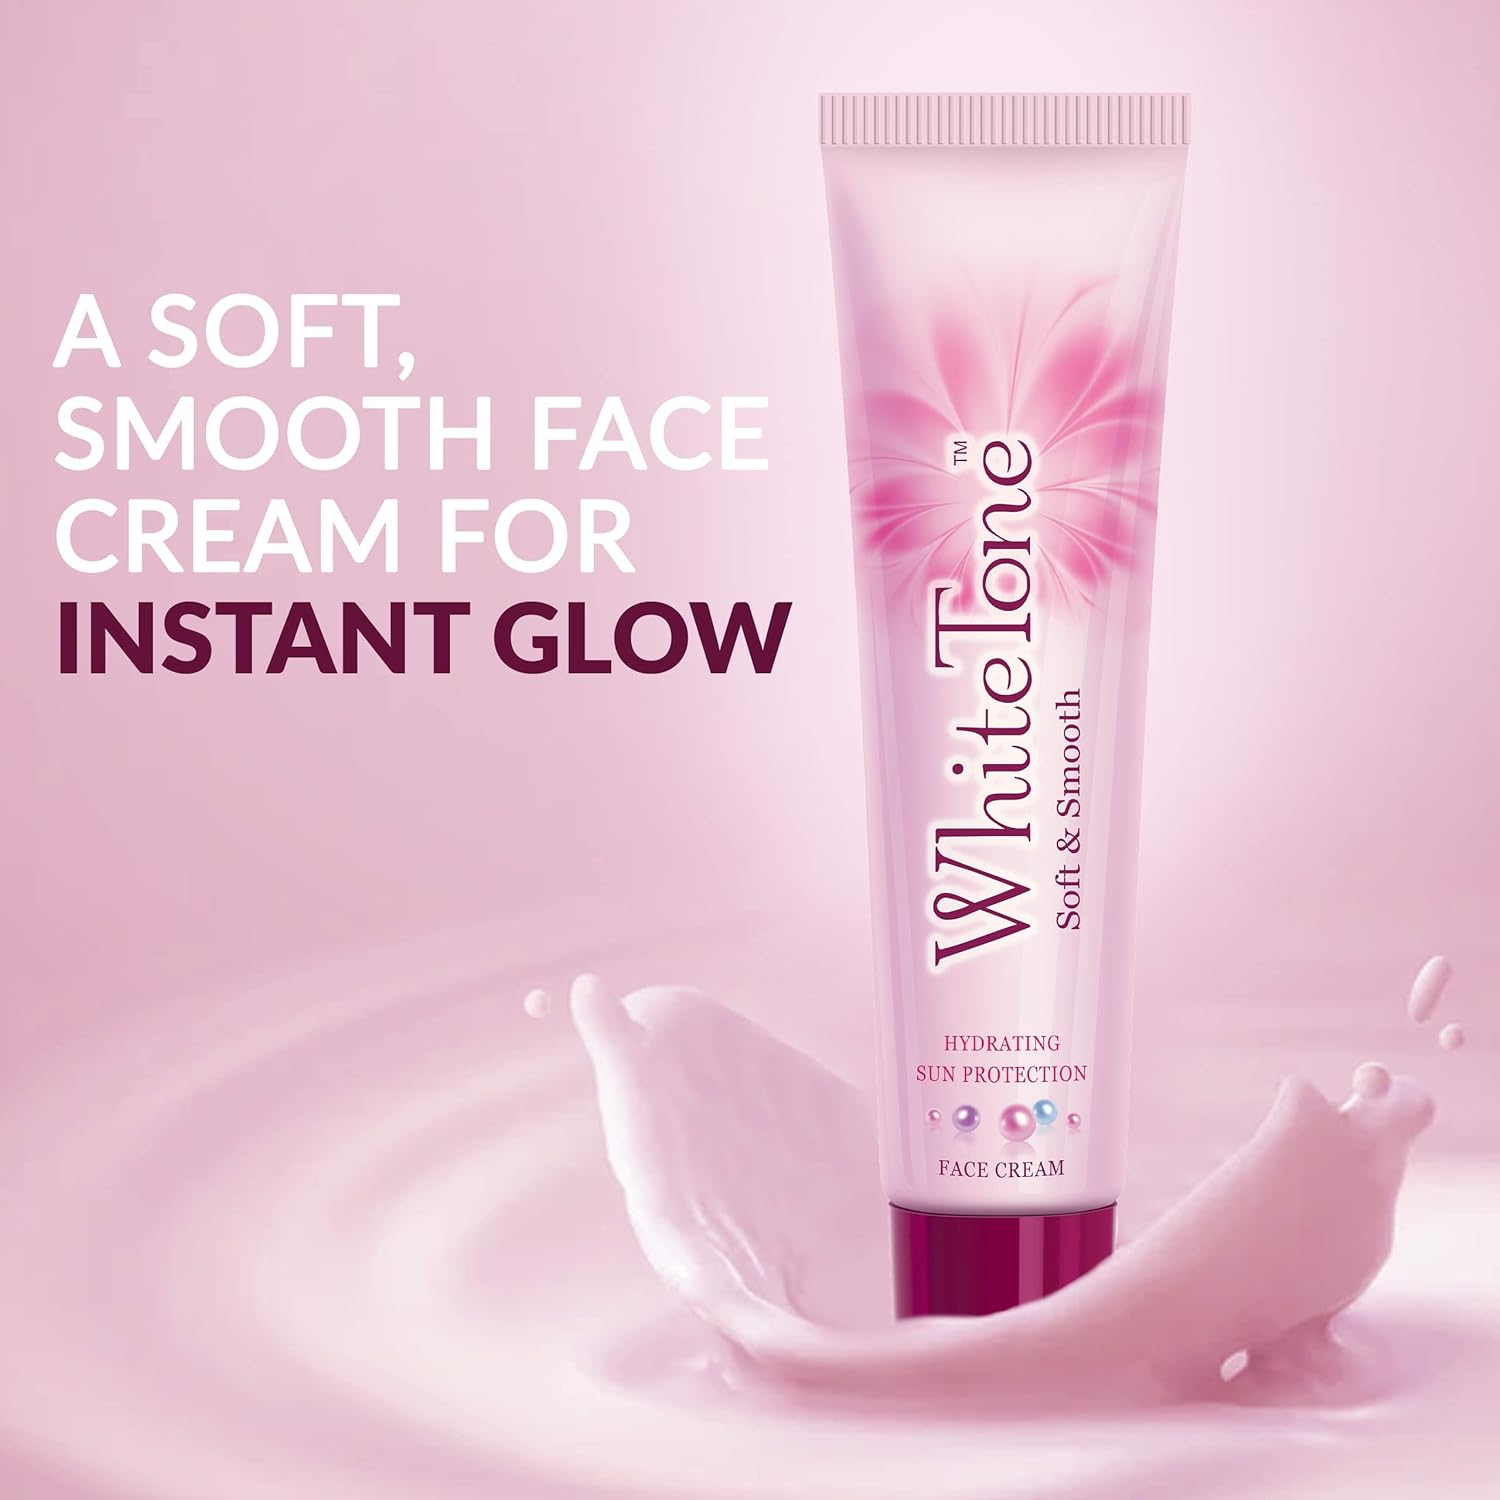 A SOFT,
SMOOTH FACE
CREAM FOR
INSTANT GLOW
WhiteTone™
Soft & Smooth
HYDRATING
SUN PROTECTION
FACE CREAM